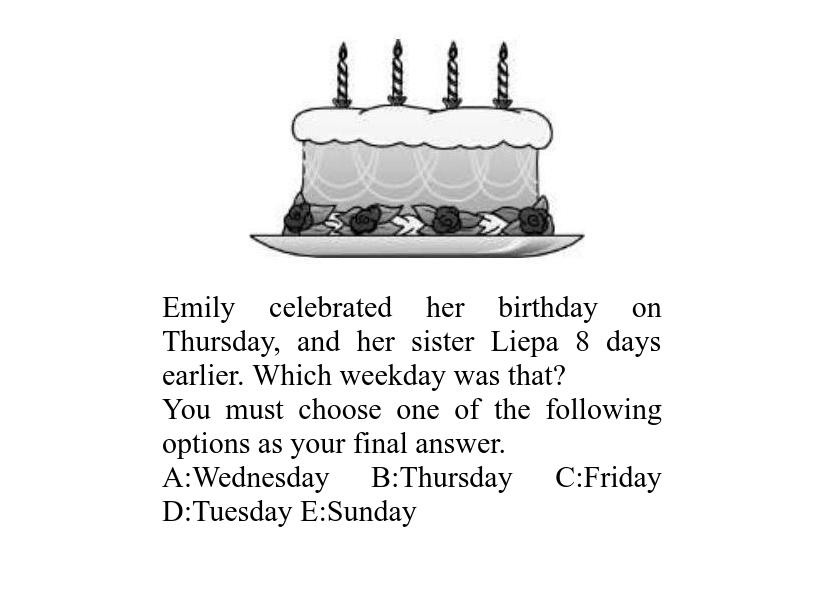 Emily celebrated her birthday on
Thursday, and her sister Liepa 8 days
earlier. Which weekday was that?
You must choose one of the following
options as your final answer.
A:Wednesday B:Thursday C:Friday
D:Tuesday E:Sunday